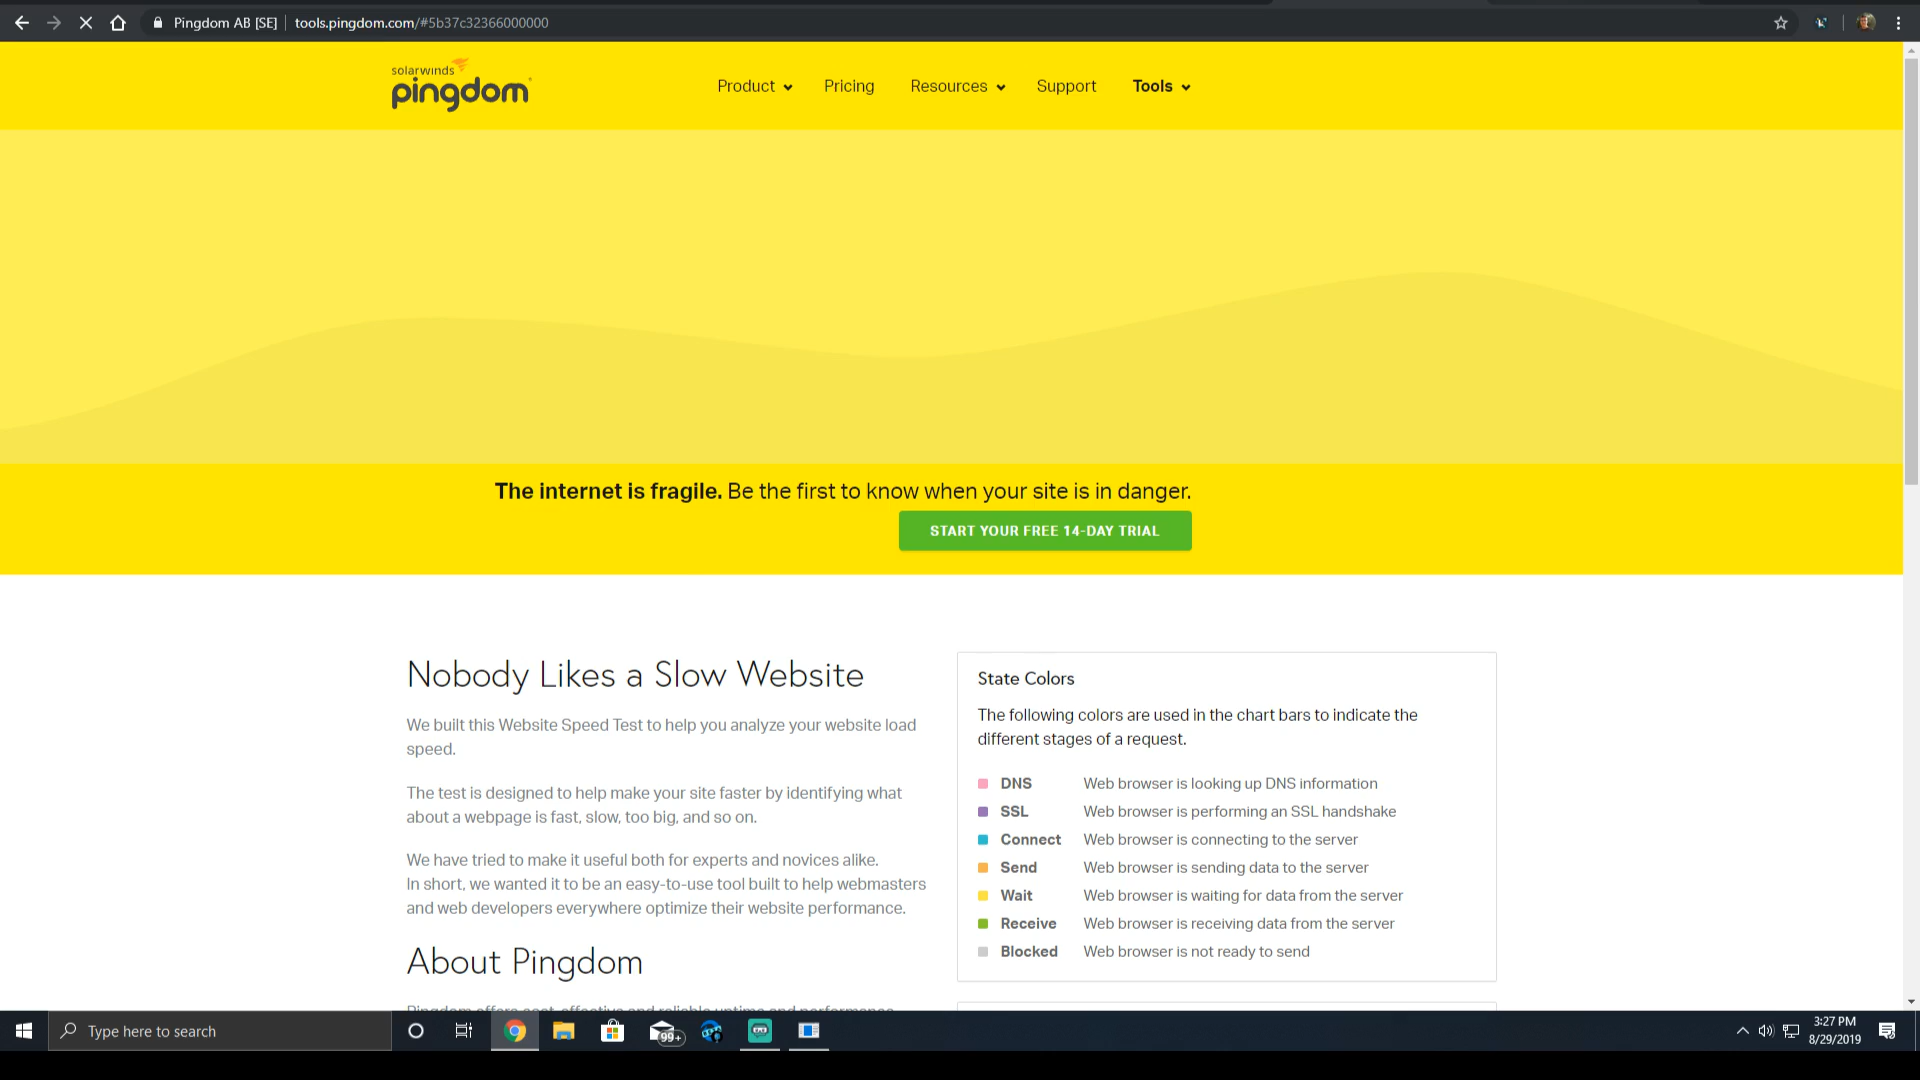 Pingdom AB [SE] tools.pingdom.com/#5b37c32366000000
solarwinds
pingdom
Product Pricing Resources Support Tools
The internet is fragile. Be the first to know when your site is in danger.
START YOUR FREE 14-DAY TRIAL
Nobody Likes a Slow Website
We built this Website Speed Test to help you analyze your website load
speed.
The test is designed to help make your site faster by identifying what
about a webpage is fast, slow, too big, and so on.
We have tried to make it useful both for experts and novices alike.
In short, we wanted it to be an easy-to-use tool built to help webmasters
and web developers everywhere optimize their website performance.
About Pingdom
Pingdom offers cost-effective and reliable uptime and performance
State Colors
The following colors are used in the chart bars to indicate the
different stages of a request.
DNS Web browser is looking up DNS information
SSL Web browser is performing an SSL handshake
Connect Web browser is connecting to the server
Send Web browser is sending data to the server
Wait Web browser is waiting for data from the server
Receive Web browser is receiving data from the server
Blocked Web browser is not ready to send
Type here to search
99+
3:27 PM
8/29/2019